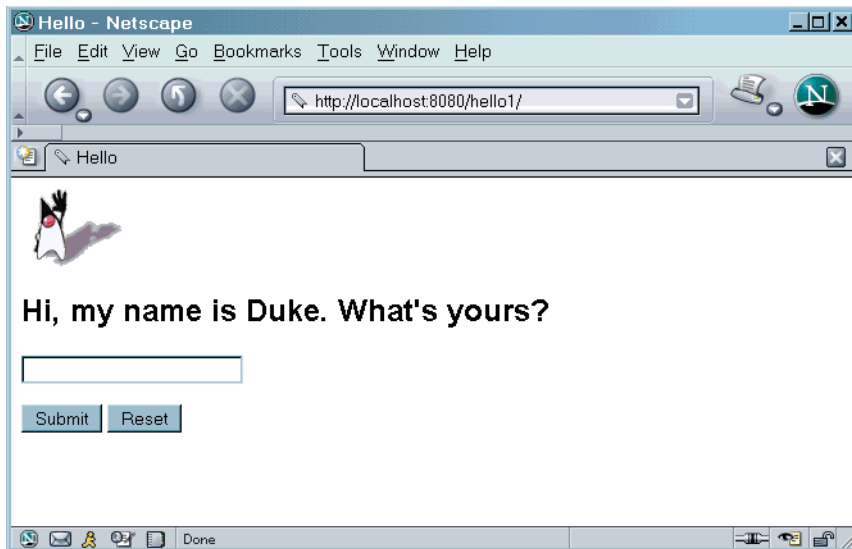 Hello - Netscape
File Edit View Go Bookmarks Tools Window Help
http://localhost:8080/hello1/
N
Hello
Hi, my name is Duke. What's yours?
Submit Reset
Done